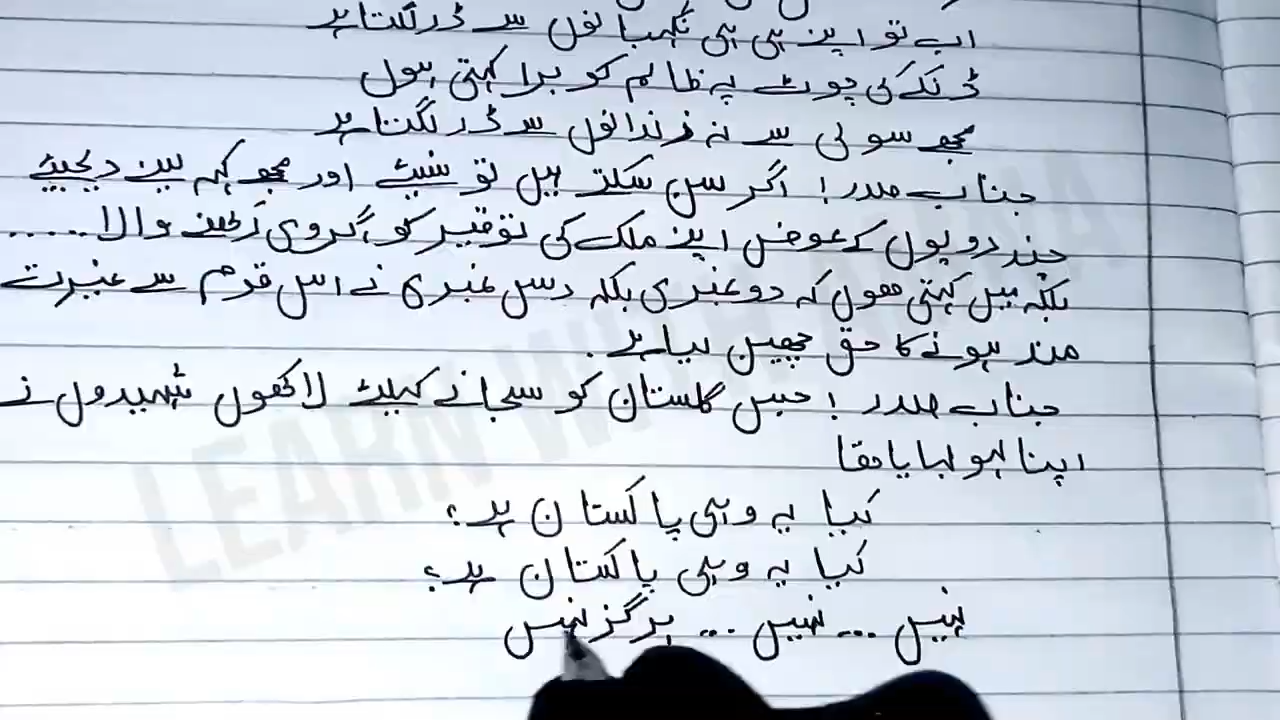 اب تو اپنے ہی نگہبانوں سے ڈر لگتا ہے
ڈنکے کی چوٹ پہ ظالم کو برا کہتی ہوں
مجھے سولی سے نہ زندانوں سے ڈر لگتا ہے
جناب صدر! اگر سن سکتے ہیں تو سنیئے اور مجھے کہہ لینے دیجیئے
چند روپوں کے عوض اپنے ملک کی توقیر کو گروی رکھنے والا.....
بلکہ میں کہتی ہوں کہ دو نمبری بلکہ دس نمبری نے اس قوم سے غیرت
مند ہونے کا حق چھین لیا ہے.
جناب صدر! جس گلستان کو سجانے کیلئے لاکھوں شہیدوں نے
اپنا لہو بہایا تھا
کیا یہ وہی پاکستان ہے؟
کیا یہ وہی پاکستان ہے؟
نہیں ... نہیں ... ہرگز نہیں
LEARN WITH